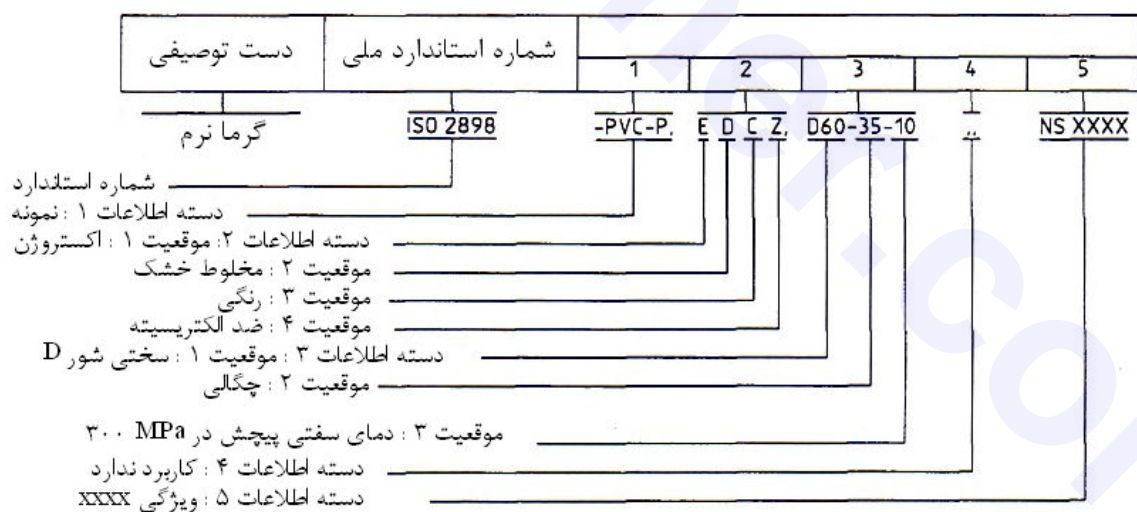 دست توصیفی شماره استاندارد ملی
1 2 3 4 5
گرما نرم ISO 2898 -PVC-P, E D C Z, D60-35-10 ,, NS XXXX
شماره استاندارد
دسته اطلاعات ۱ : نمونه
دسته اطلاعات ۲: موقعیت ۱ : اکستروژن
موقعیت ۲ : مخلوط خشک
موقعیت ۳ : رنگی
موقعیت ۴ : ضد الکتریسیته
دسته اطلاعات ۳ : موقعیت ۱ : سختی شور D
موقعیت ۲ : چگالی
موقعیت ۳ : دمای سفتی پیچش در ۳۰۰ MPa
دسته اطلاعات ۴ : کاربرد ندارد
دسته اطلاعات ۵ : ویژگی xxxx